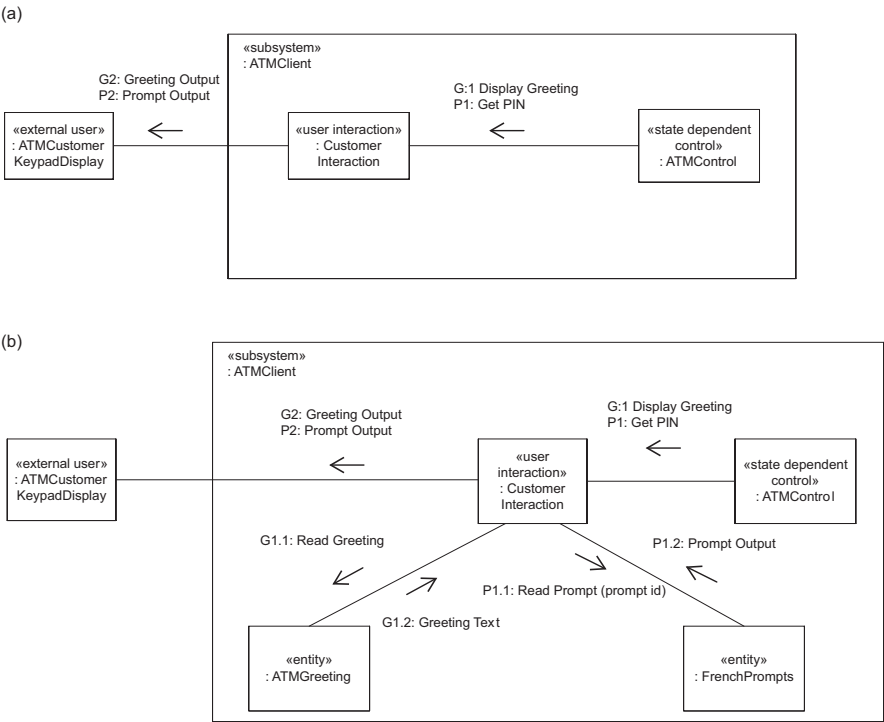 (a)
«subsystem»
: ATMClient
G2: Greeting Output
P2: Prompt Output
G:1 Display Greeting
P1: Get PIN
«external user»
: ATMCustomer
KeypadDisplay
«user interaction»
: Customer
Interaction
«state dependent
control»
: ATMControl
(b)
«subsystem»
: ATMClient
G2: Greeting Output
P2: Prompt Output
G:1 Display Greeting
P1: Get PIN
«external user»
: ATMCustomer
KeypadDisplay
«user
interaction»
: Customer
Interaction
«state dependent
control»
: ATMControl
G1.1: Read Greeting
P1.2: Prompt Output
P1.1: Read Prompt (prompt id)
G1.2: Greeting Text
«entity»
: ATMGreeting
«entity»
: FrenchPrompts